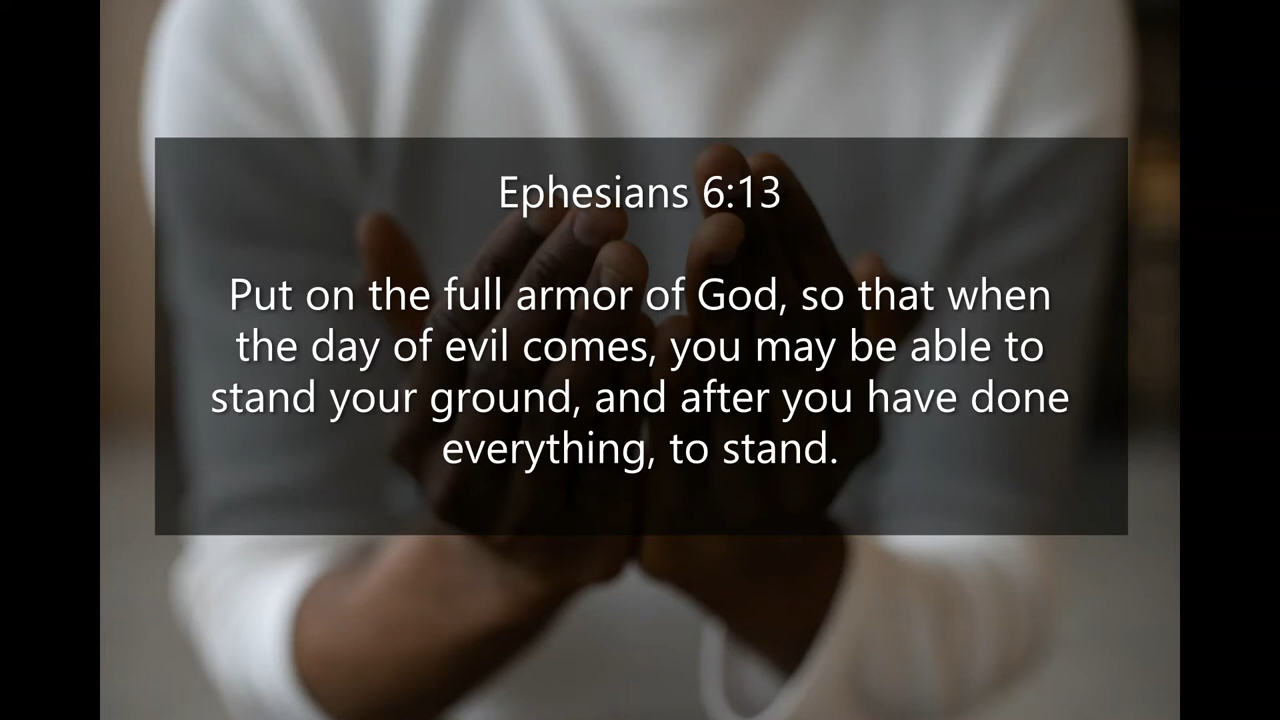 Ephesians 6:13
Put on the full armor of God, so that when
the day of evil comes, you may be able to
stand your ground, and after you have done
everything, to stand.